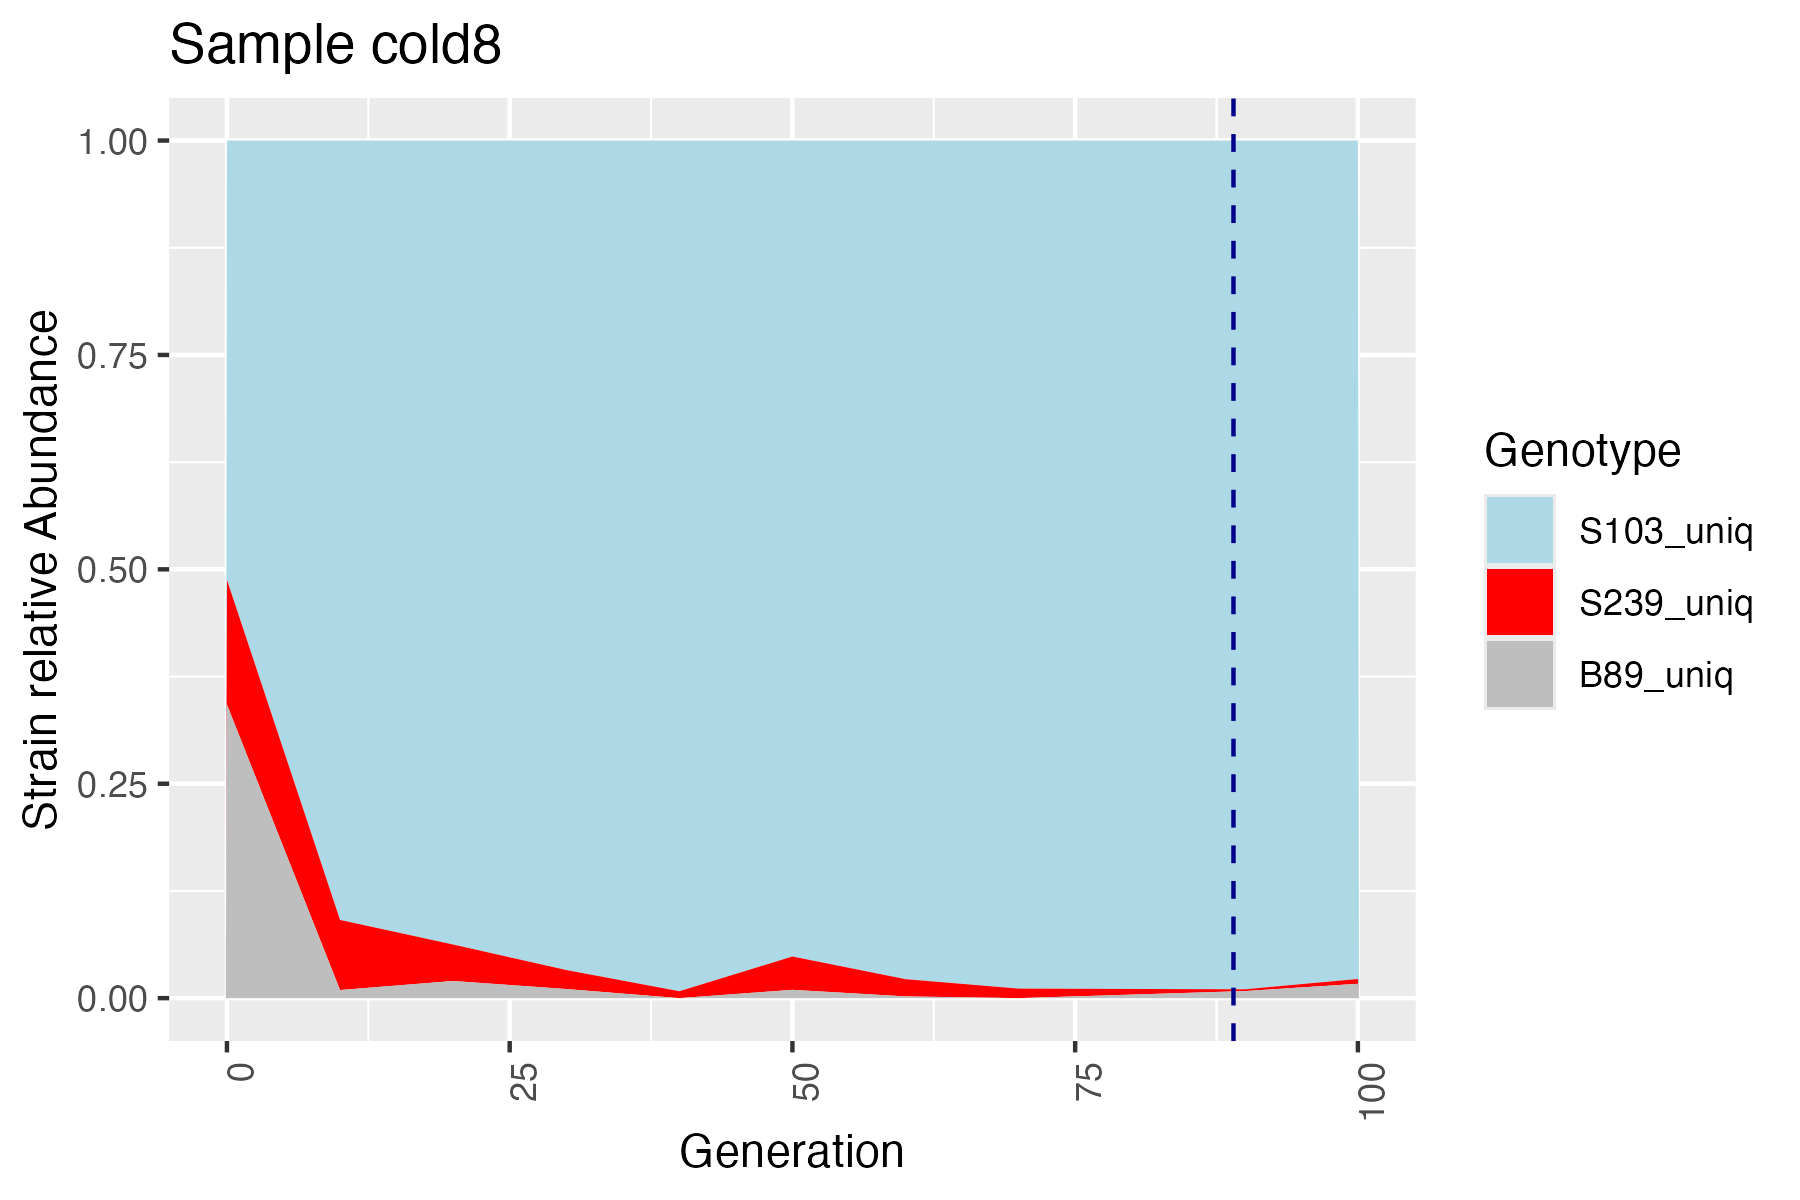 Sample cold8
1.00
0.75
0.50
0.25
0.00
Strain relative Abundance
0
25
50
75
100
Generation
Genotype
S103_uniq
S239_uniq
B89_uniq